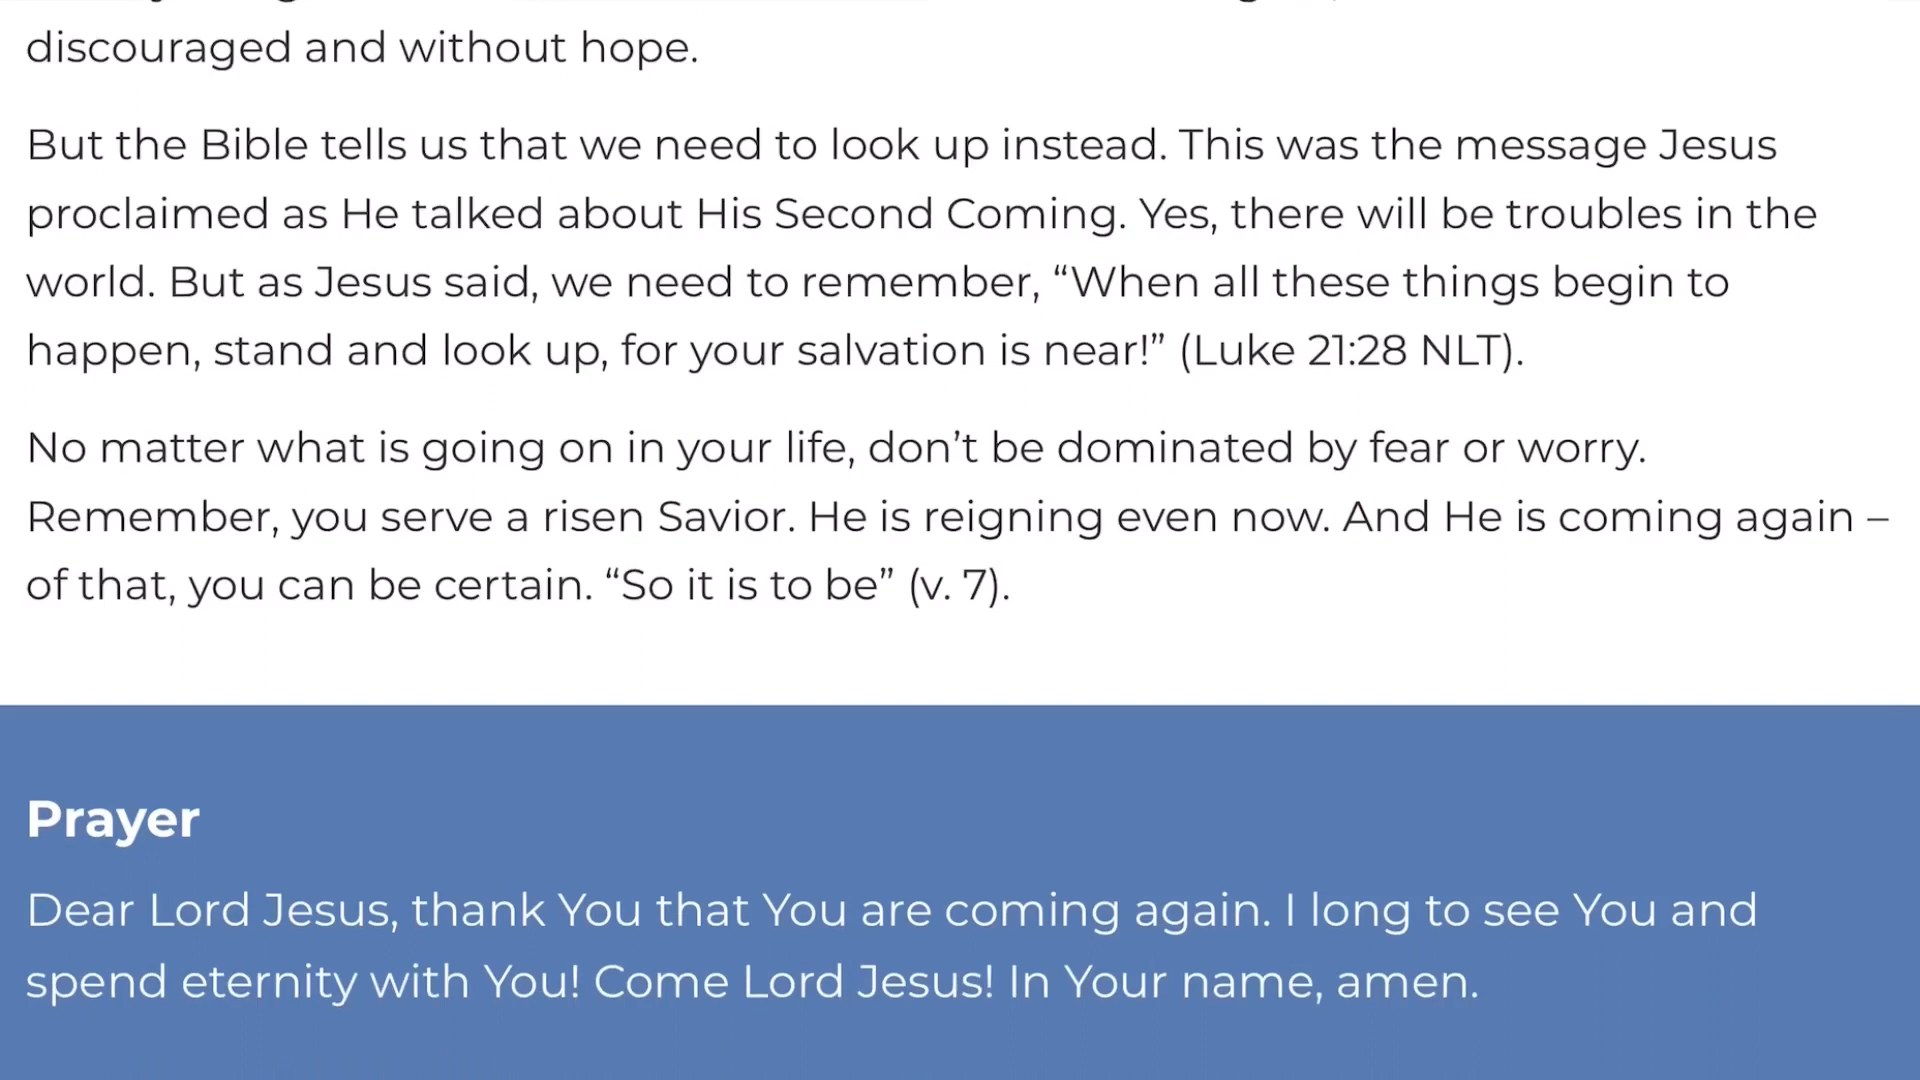 discouraged and without hope.
But the Bible tells us that we need to look up instead. This was the message Jesus
proclaimed as He talked about His Second Coming. Yes, there will be troubles in the
world. But as Jesus said, we need to remember, “When all these things begin to
happen, stand and look up, for your salvation is near!” (Luke 21:28 NLT).
No matter what is going on in your life, don’t be dominated by fear or worry.
Remember, you serve a risen Savior. He is reigning even now. And He is coming again –
of that, you can be certain. “So it is to be” (v. 7).
Prayer
Dear Lord Jesus, thank You that You are coming again. I long to see You and
spend eternity with You! Come Lord Jesus! In Your name, amen.